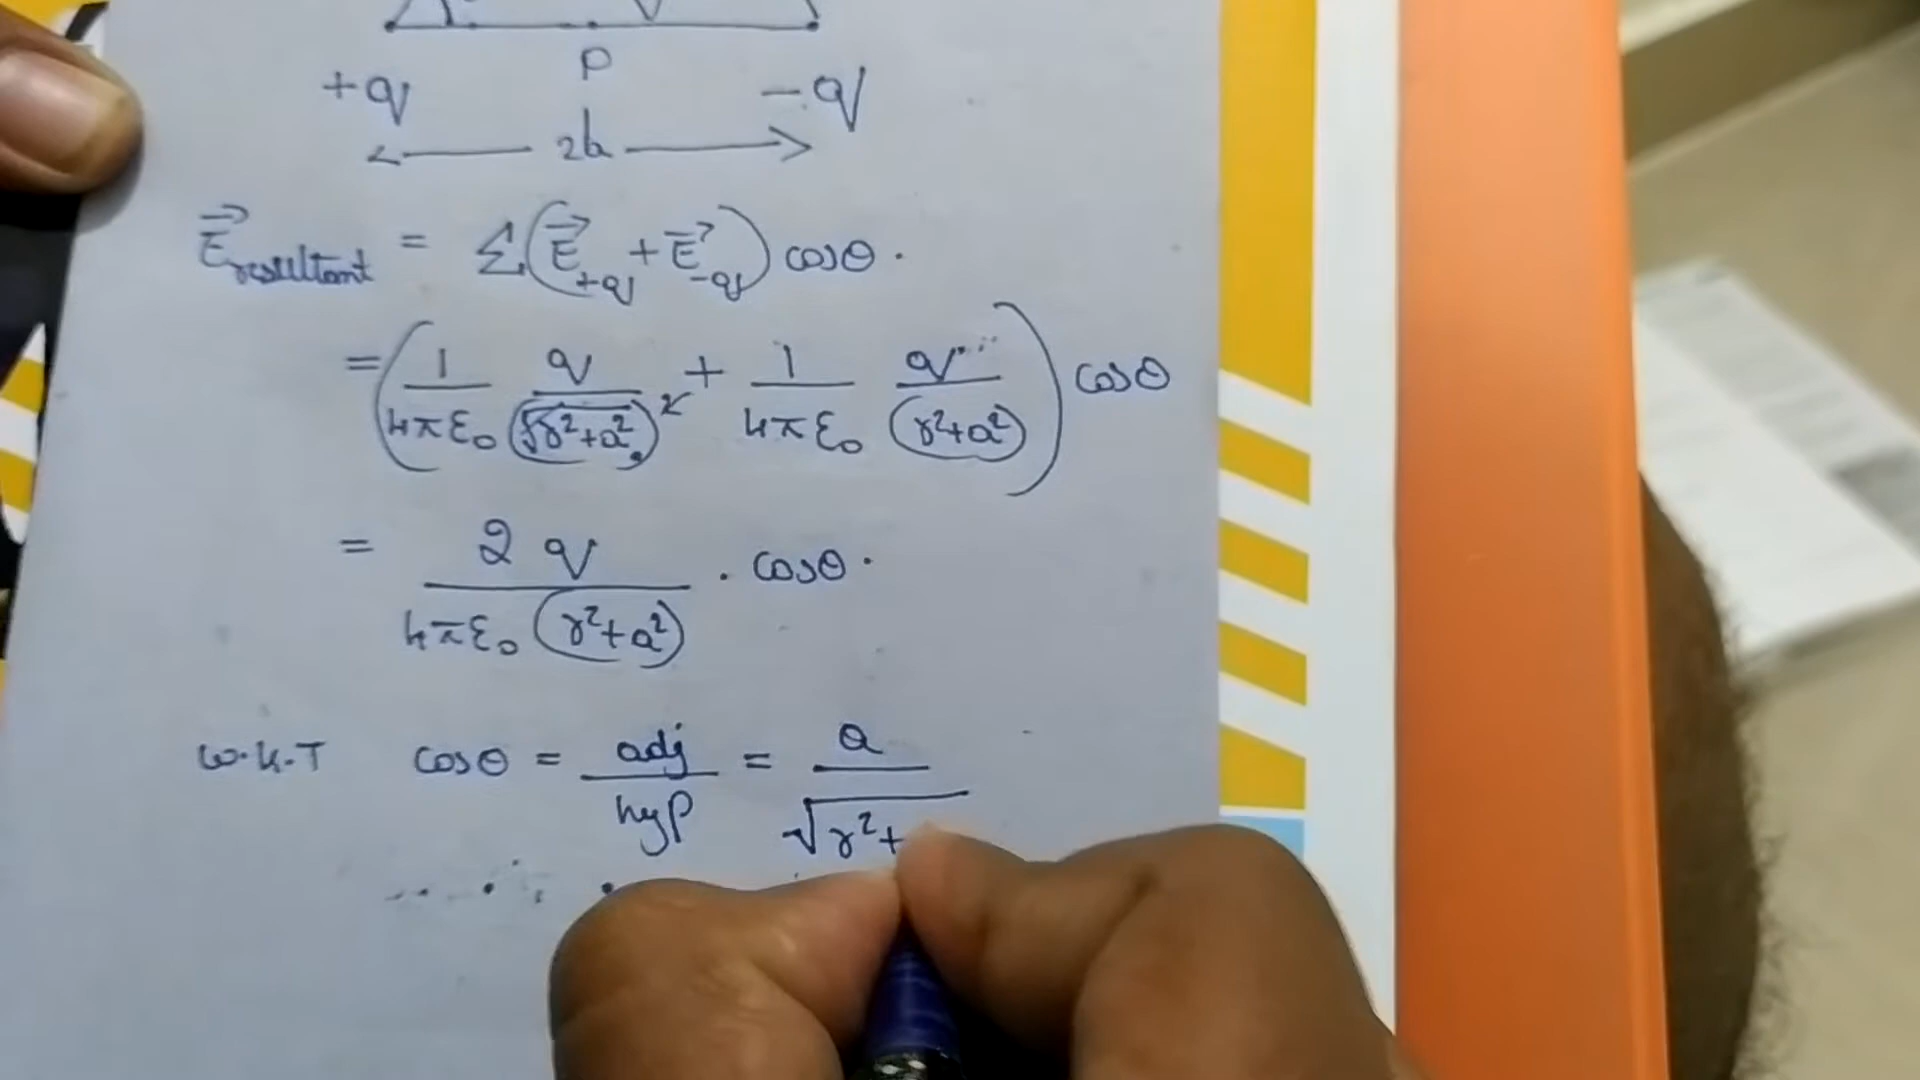 P
+q -q
2a
E⃗resultant = Σ(E⃗+q + E⃗-q) cosθ.
= (1/4πε₀ q/(√r²+a²)² + 1/4πε₀ q/(r²+a²)) cosθ
= 2q/4πε₀(r²+a²) . cosθ.
w.k.T cosθ = adj/hyp = a/√r²+